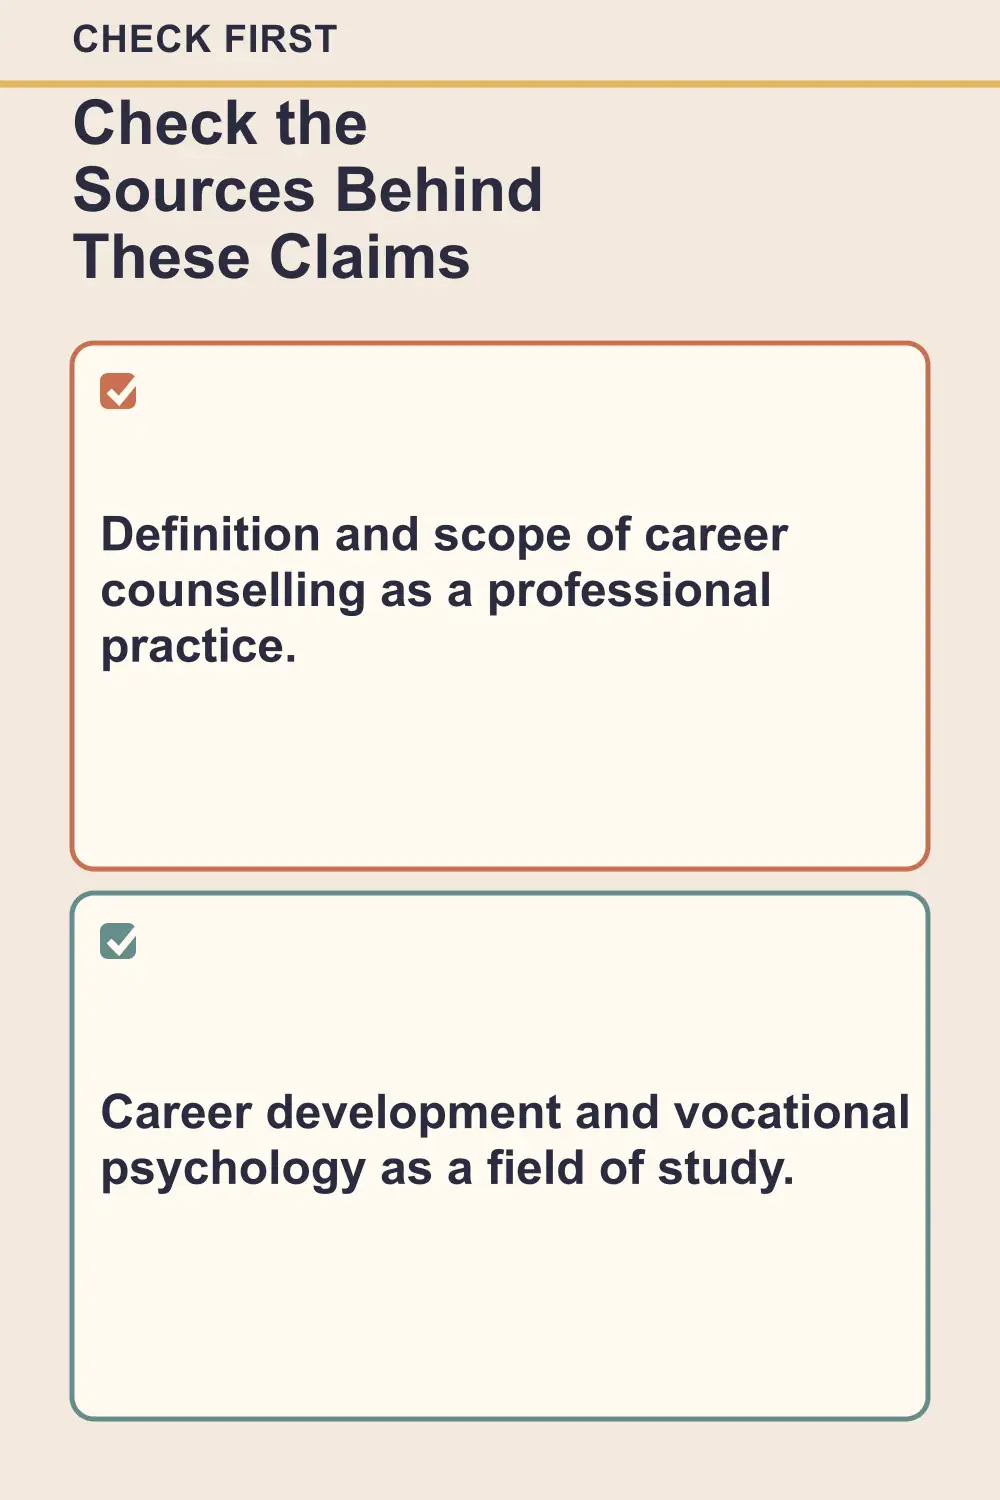 CHECK FIRST
Check the
Sources Behind
These Claims
Definition and scope of career
counselling as a professional
practice.
Career development and vocational
psychology as a field of study.